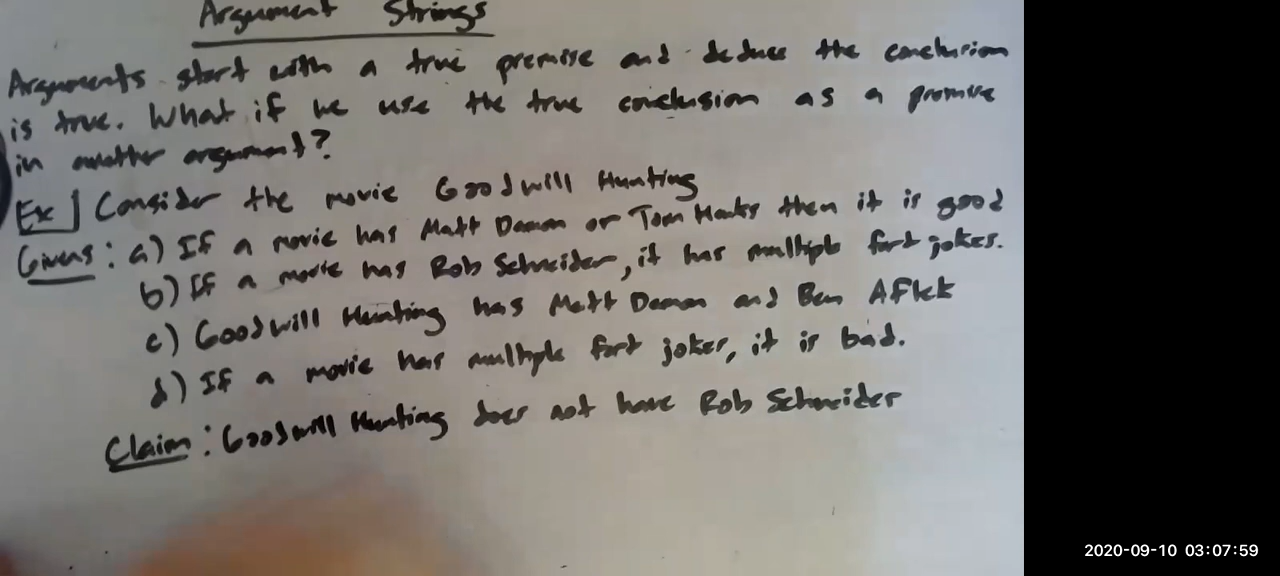 Argument Strings
Arguments start with a true premise and deduce the conclusion
is true. What if we use the true conclusion as a premise
in another argument?
Ex] Consider the movie Goodwill Hunting
Givens: a) If a movie has Matt Damon or Tom Hanks then it is good
b) If a movie has Rob Schneider, it has multiple fart jokes.
c) Goodwill Hunting has Matt Damon and Ben Aflek
d) If a movie has multiple fart jokes, it is bad.
Claim: Goodwill Hunting does not have Rob Schneider
2020-09-10 03:07:59